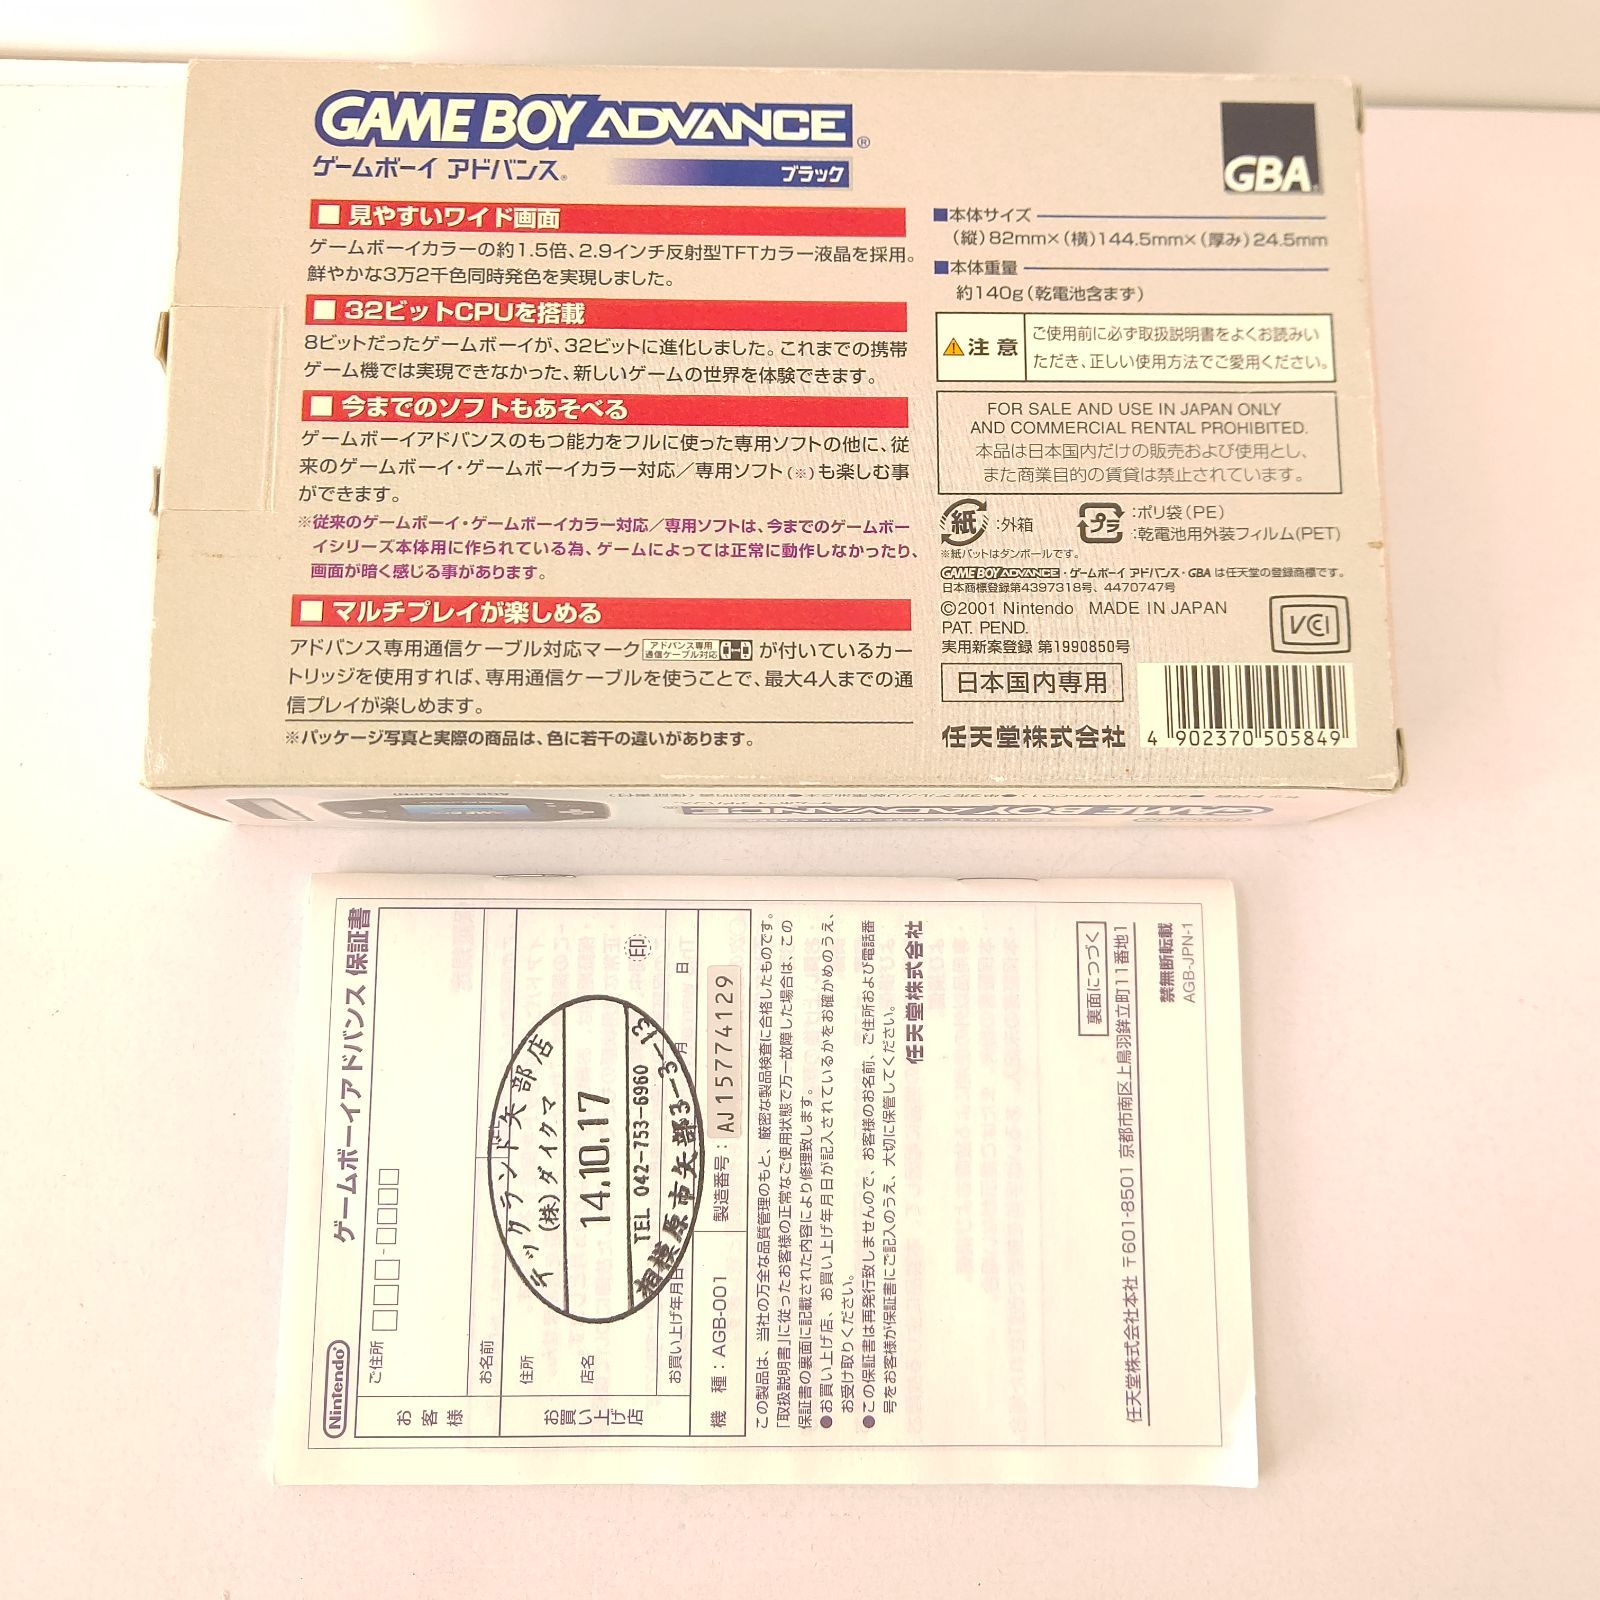 GAME BOY ADVANCE®
ゲームボーイ アドバンス®
ブラック
GBA
■ 見やすいワイド画面
ゲームボーイカラーの約1.5倍、2.9インチ反射型TFTカラー液晶を採用。
鮮やかな3万2千色同時発色を実現しました。
■ 32ビットCPUを搭載
8ビットだったゲームボーイが、32ビットに進化しました。これまでの携帯
ゲーム機では実現できなかった、新しいゲームの世界を体験できます。
■ 今までのソフトもあそべる
ゲームボーイアドバンスのもつ能力をフルに使った専用ソフトの他に、従
来のゲームボーイ・ゲームボーイカラー対応／専用ソフト(※)も楽しむ事
ができます。
※従来のゲームボーイ・ゲームボーイカラー対応／専用ソフトは、今までのゲームボー
イシリーズ本体用に作られている為、ゲームによっては正常に動作しなかったり、
画面が暗く感じる事があります。
■ マルチプレイが楽しめる
アドバンス専用通信ケーブル対応マーク アドバンス専用 通信ケーブル対応 が付いているカー
トリッジを使用すれば、専用通信ケーブルを使うことで、最大4人までの通
信プレイが楽しめます。
※パッケージ写真と実際の商品は、色に若干の違いがあります。
■本体サイズ
(縦)82mm×(横)144.5mm×(厚み)24.5mm
■本体重量
約140g(乾電池含まず)
注意
ご使用前に必ず取扱説明書をよくお読みい
ただき、正しい使用方法でご愛用ください。
FOR SALE AND USE IN JAPAN ONLY
AND COMMERCIAL RENTAL PROHIBITED.
本品は日本国内だけの販売および使用とし、
また商業目的の賃貸は禁止されています。
紙 :外箱
プラ :ポリ袋(PE)
:乾電池用外装フィルム(PET)
※紙パットはダンボールです。
GAME BOY ADVANCE・ゲームボーイ アドバンス・GBA は任天堂の登録商標です。
日本商標登録第4397318号、4470747号
©2001 Nintendo MADE IN JAPAN
PAT. PEND.
実用新案登録 第1990850号
VCCI
日本国内専用
任天堂株式会社
4 902370 505849
GAME BOY ADVANCE
Nintendo
ゲームボーイアドバンス 保証書
お客様
ご住所
お名前
お買い上げ店
住所
店名
印
お買い上げ年月日
月
日
テックランド矢部店
(株)ダイクマ
14.10.17
TEL 042-753-6960
相模原市矢部3-3-13
機 種：AGB-001
製造番号：AJ15774129
この製品は、当社の万全な品質管理のもと、厳密な製品検査に合格したものです。
「取扱説明書」に従ったお客様の正常なご使用状態で万一故障した場合は、この
保証書の裏面に記載された内容により修理致します。
●お買い上げ店、お買い上げ年月日が記入されているかをお確かめのうえ、
お受け取りください。
●この保証書は再発行致しませんので、お客様のお名前、ご住所および電話番
号をお客様が保証書にご記入のうえ、大切に保管してください。
任天堂株式会社
裏面につづく
任天堂株式会社本社 〒601-8501 京都市南区上鳥羽鉾立町11番地1
禁無断転載
AGB-JPN-1